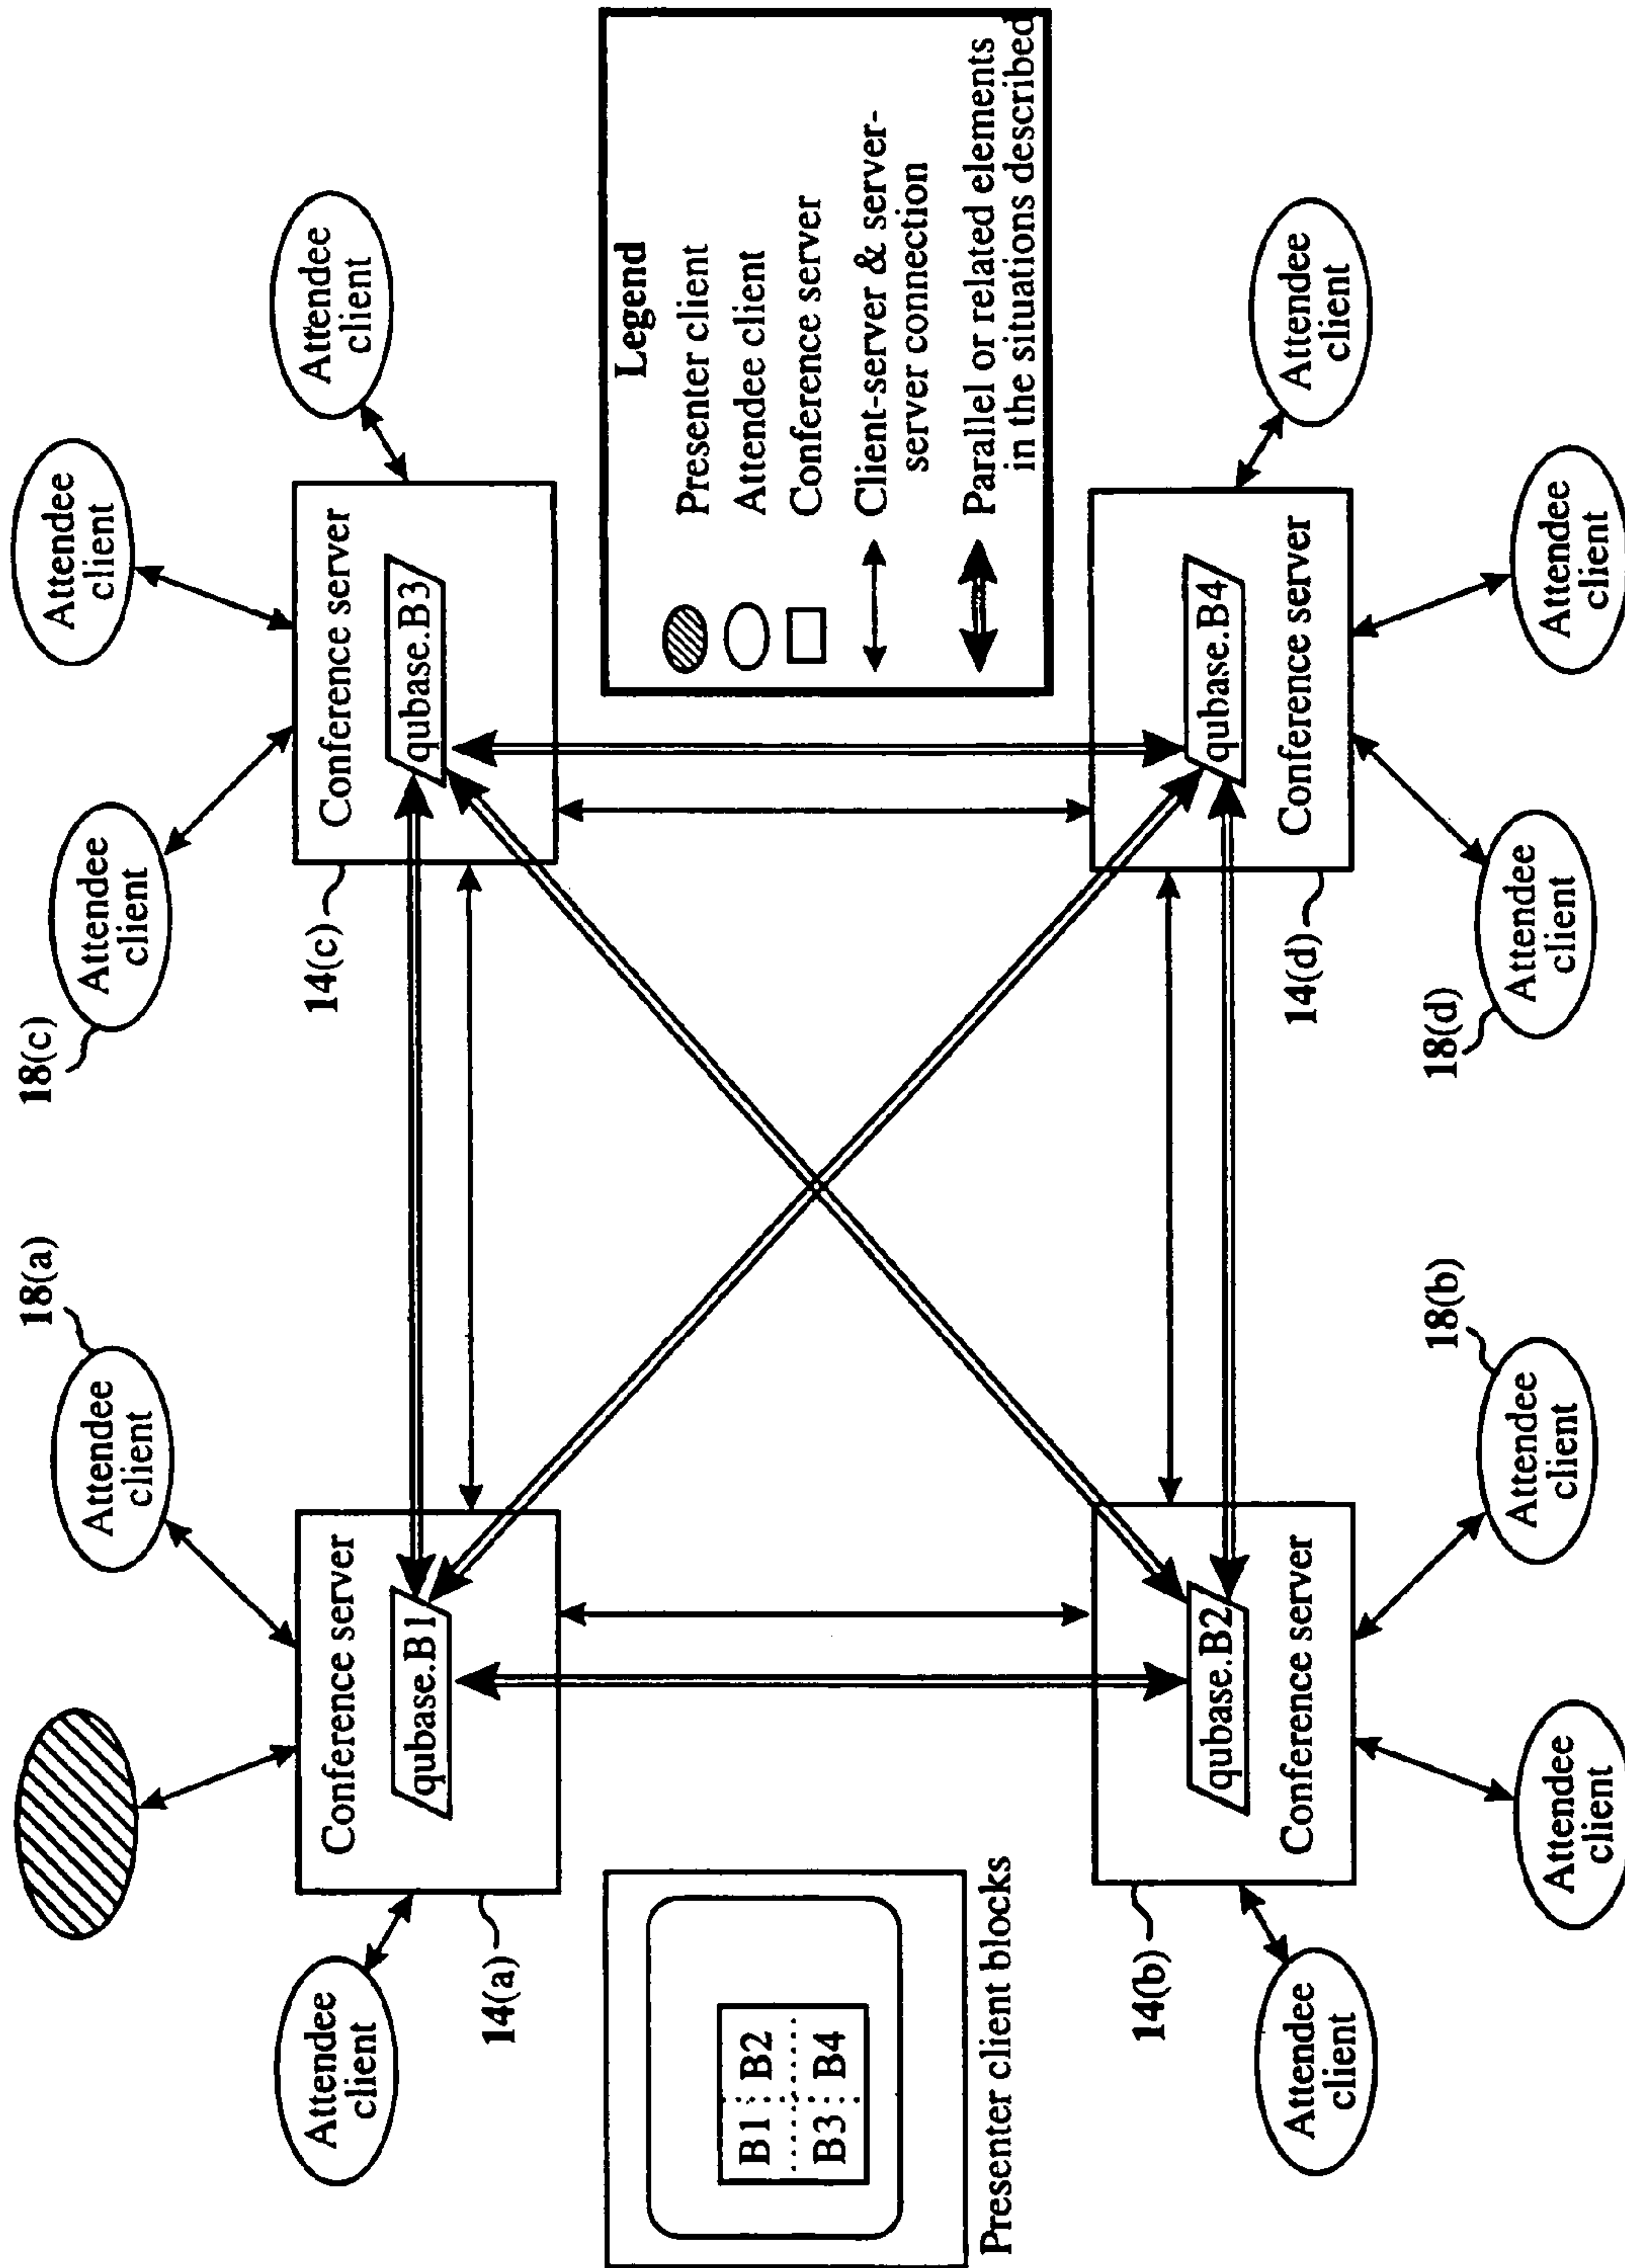 18(a)
18(c)
Attendee
client
Attendee
client
Attendee
client
Attendee
client
Attendee
client
Conference server
qubase.B1
14(a)
Conference server
qubase.B3
14(c)
Presenter client blocks
B1
B2
B3
B4
Legend
Presenter client
Attendee client
Conference server
Client-server & server-
server connection
Parallel or related elements
in the situations described
14(b)
qubase.B2
Conference server
14(d)
qubase.B4
Conference server
Attendee
client
Attendee
client
Attendee
client
18(b)
18(d)
Attendee
client
Attendee
client
Attendee
client